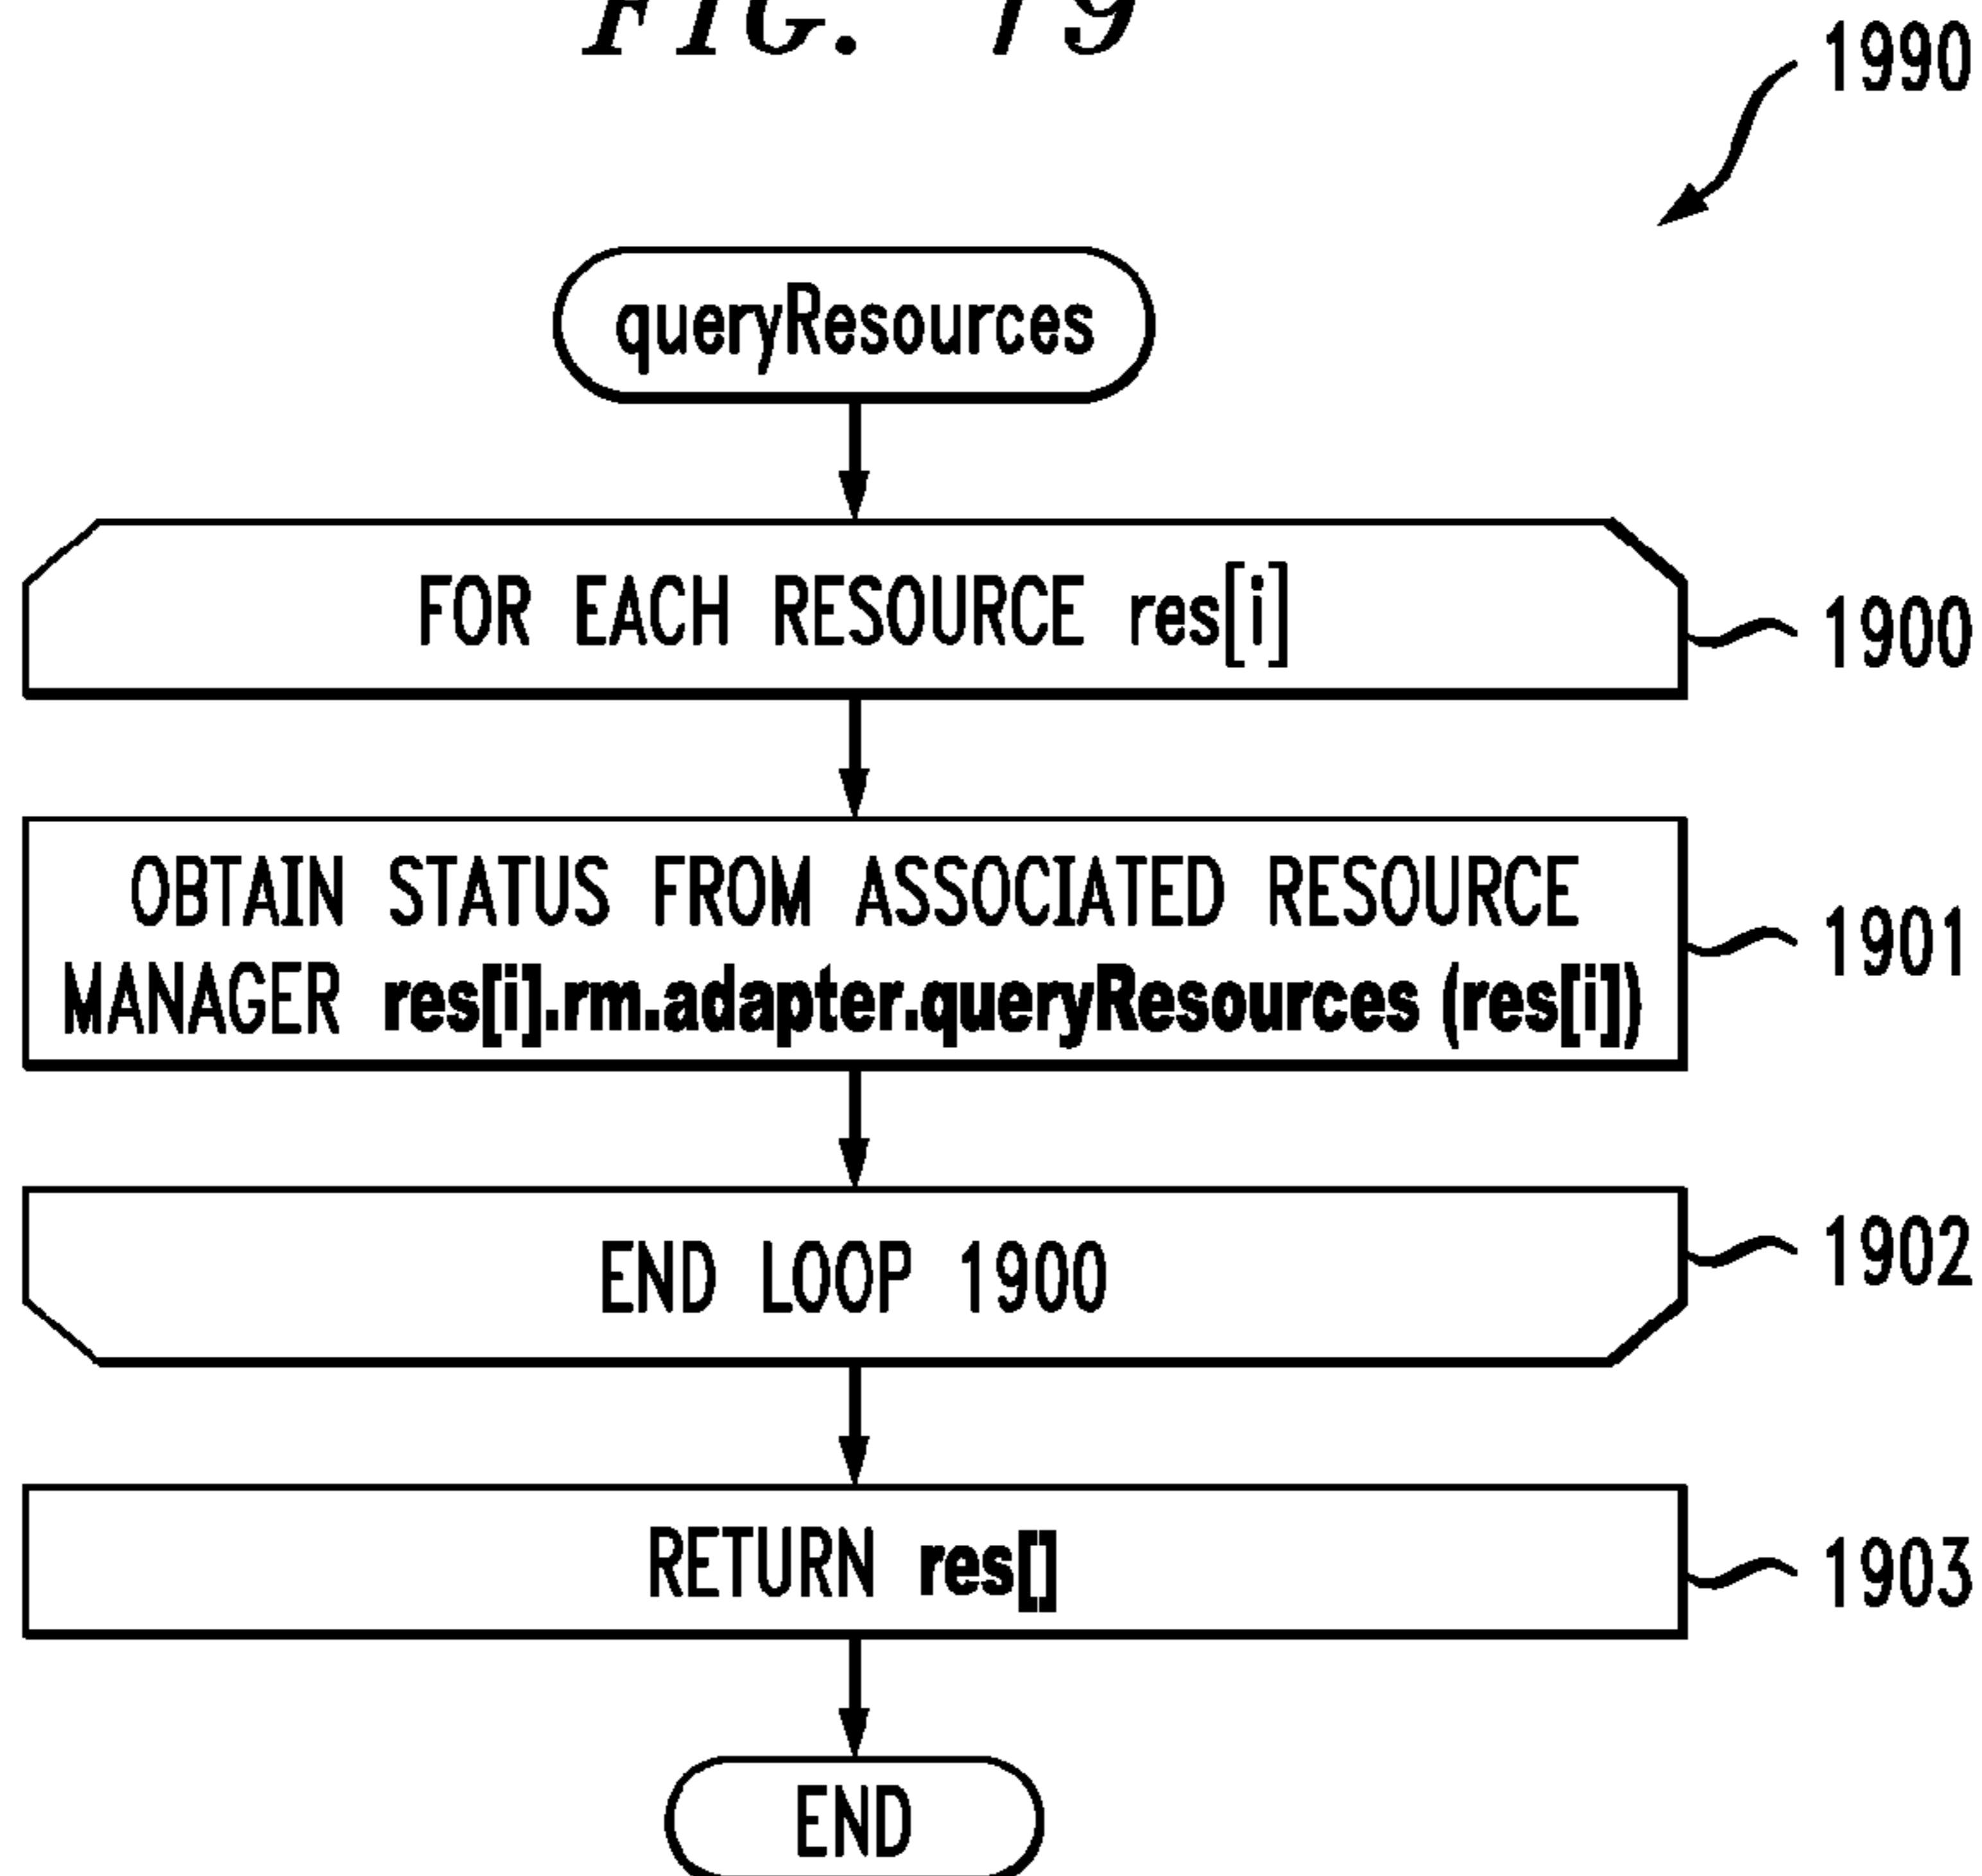 FIG. 19
1990
queryResources
FOR EACH RESOURCE res[i]
1900
OBTAIN STATUS FROM ASSOCIATED RESOURCE
MANAGER res[i].rm.adapter.queryResources (res[i])
1901
END LOOP 1900
1902
RETURN res[]
1903
END